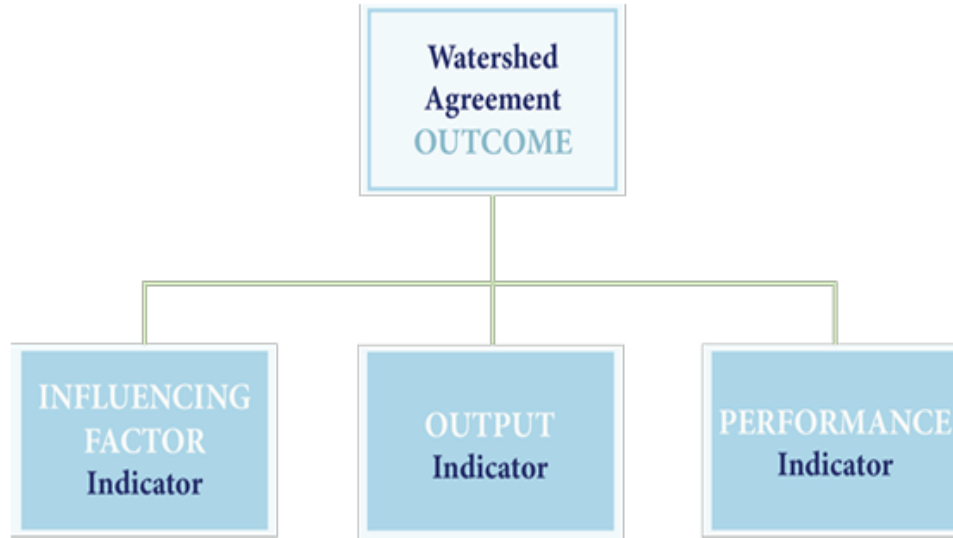 Watershed
Agreement
OUTCOME
INFLUENCING
FACTOR
Indicator
OUTPUT
Indicator
PERFORMANCE
Indicator